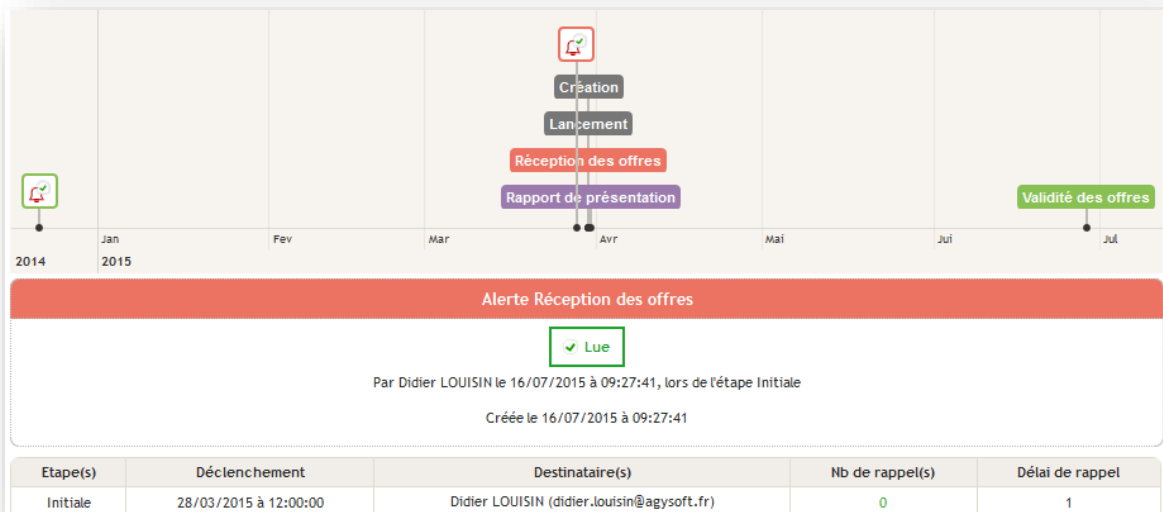 Création
Lancement
Réception des offres
Rapport de présentation
Validité des offres
Jan Fev Mar Avr Mai Jui Jul
2014 2015
Alerte Réception des offres
Lue
Par Didier LOUISIN le 16/07/2015 à 09:27:41, lors de l'étape Initiale
Créée le 16/07/2015 à 09:27:41
Etape(s) Déclenchement Destinataire(s) Nb de rappel(s) Délai de rappel
Initiale 28/03/2015 à 12:00:00 Didier LOUISIN (didier.louisin@agysoft.fr) 0 1